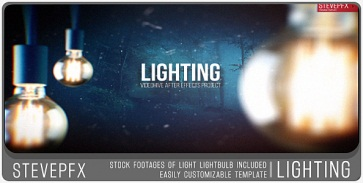 STEVEPFX
LIGHTING
VIDEOHIVE AFTER EFFECTS PROJECT
STEVEPFX
STOCK FOOTAGES OF LIGHT LIGHTBULB INCLUDED
EASILY CUSTOMIZABLE TEMPLATE
LIGHTING